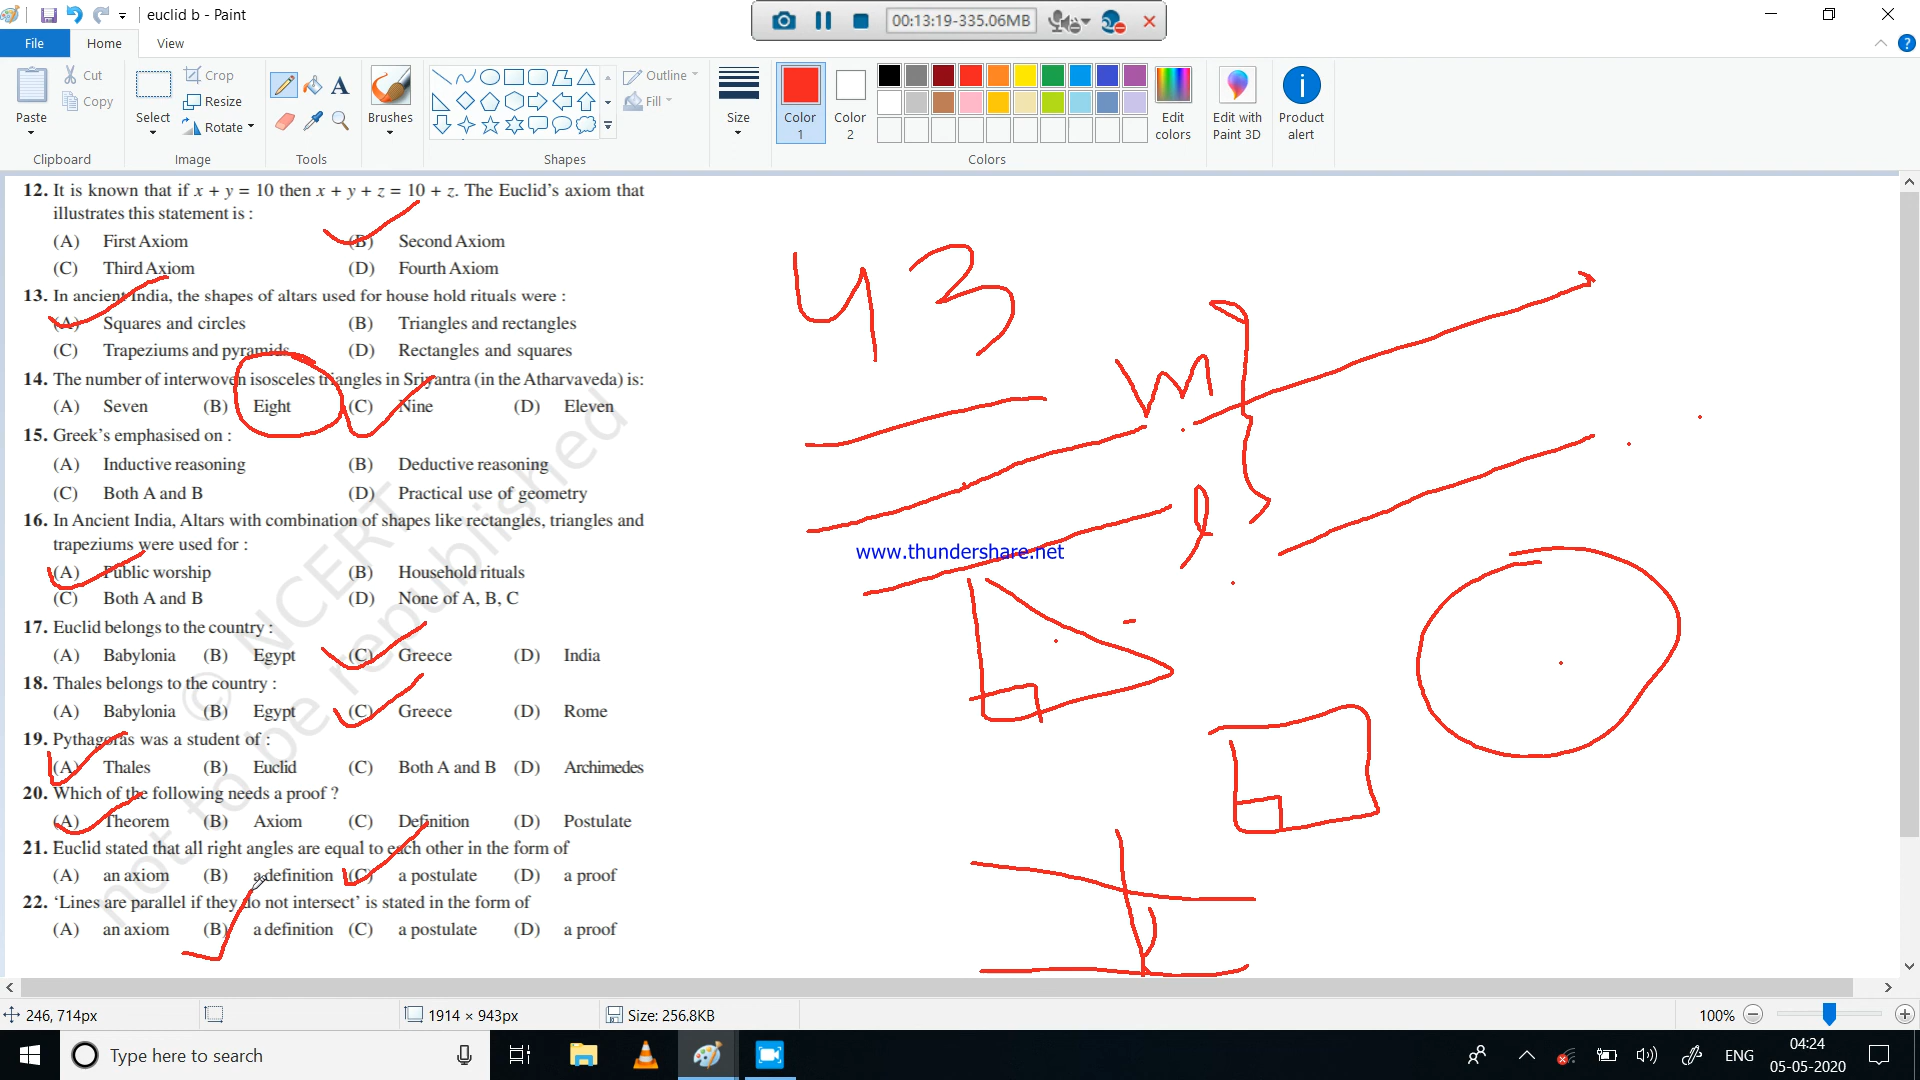 euclid b - Paint
00:13:19-335.06MB
File Home View
Cut Copy Paste Clipboard
Select Crop Resize Rotate Image
Tools
Brushes
Outline Fill Shapes
Size
Color 1 Color 2 Colors
Edit colors
Edit with Paint 3D
Product alert
12. It is known that if x + y = 10 then x + y + z = 10 + z. The Euclid's axiom that
illustrates this statement is :
(A) First Axiom (B) Second Axiom
(C) Third Axiom (D) Fourth Axiom
13. In ancient India, the shapes of altars used for house hold rituals were :
(A) Squares and circles (B) Triangles and rectangles
(C) Trapeziums and pyramids (D) Rectangles and squares
14. The number of interwoven isosceles triangles in Sriyantra (in the Atharvaveda) is:
(A) Seven (B) Eight (C) Nine (D) Eleven
15. Greek's emphasised on :
(A) Inductive reasoning (B) Deductive reasoning
(C) Both A and B (D) Practical use of geometry
16. In Ancient India, Altars with combination of shapes like rectangles, triangles and
trapeziums were used for :
(A) Public worship (B) Household rituals
(C) Both A and B (D) None of A, B, C
17. Euclid belongs to the country :
(A) Babylonia (B) Egypt (C) Greece (D) India
18. Thales belongs to the country :
(A) Babylonia (B) Egypt (C) Greece (D) Rome
19. Pythagoras was a student of :
(A) Thales (B) Euclid (C) Both A and B (D) Archimedes
20. Which of the following needs a proof ?
(A) Theorem (B) Axiom (C) Definition (D) Postulate
21. Euclid stated that all right angles are equal to each other in the form of
(A) an axiom (B) a definition (C) a postulate (D) a proof
22. 'Lines are parallel if they do not intersect' is stated in the form of
(A) an axiom (B) a definition (C) a postulate (D) a proof
© NCERT
not to be republished
43
m
l
www.thundershare.net
246, 714px 1914 × 943px Size: 256.8KB 100%
Type here to search
ENG 04:24
05-05-2020